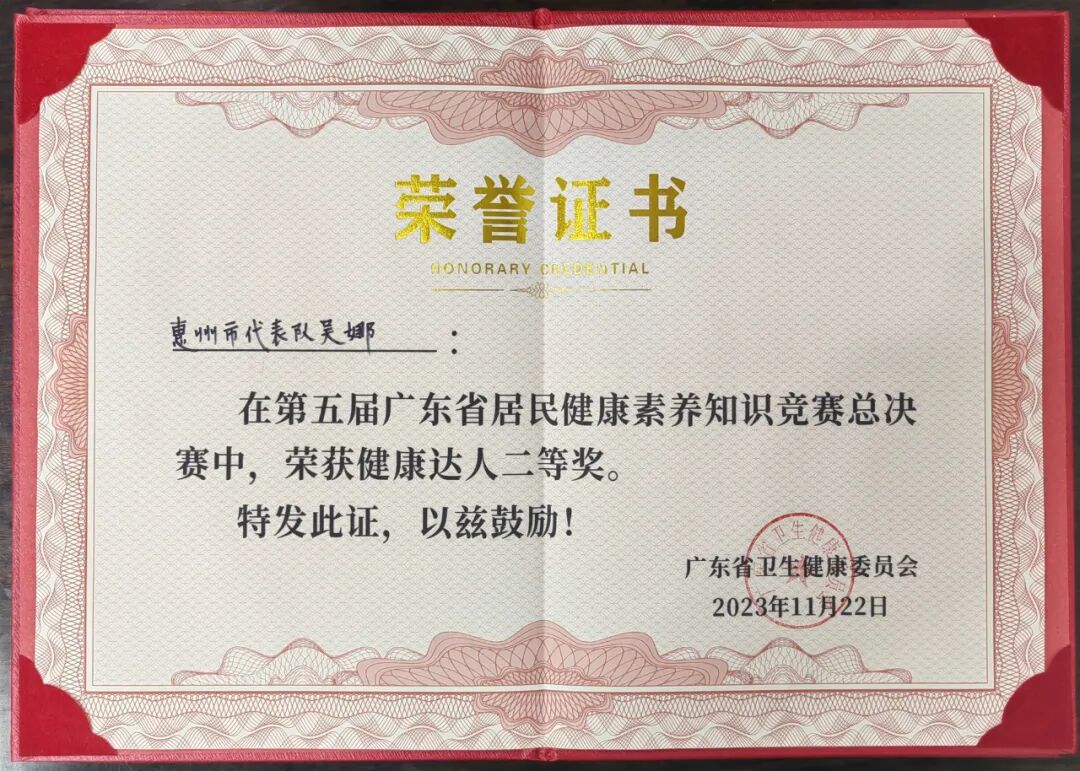 荣誉证书
HONORARY CREDENTIAL
惠州市代表队吴娜：
在第五届广东省居民健康素养知识竞赛总决
赛中，荣获健康达人二等奖。
特发此证，以兹鼓励！
广东省卫生健康委员会
2023年11月22日